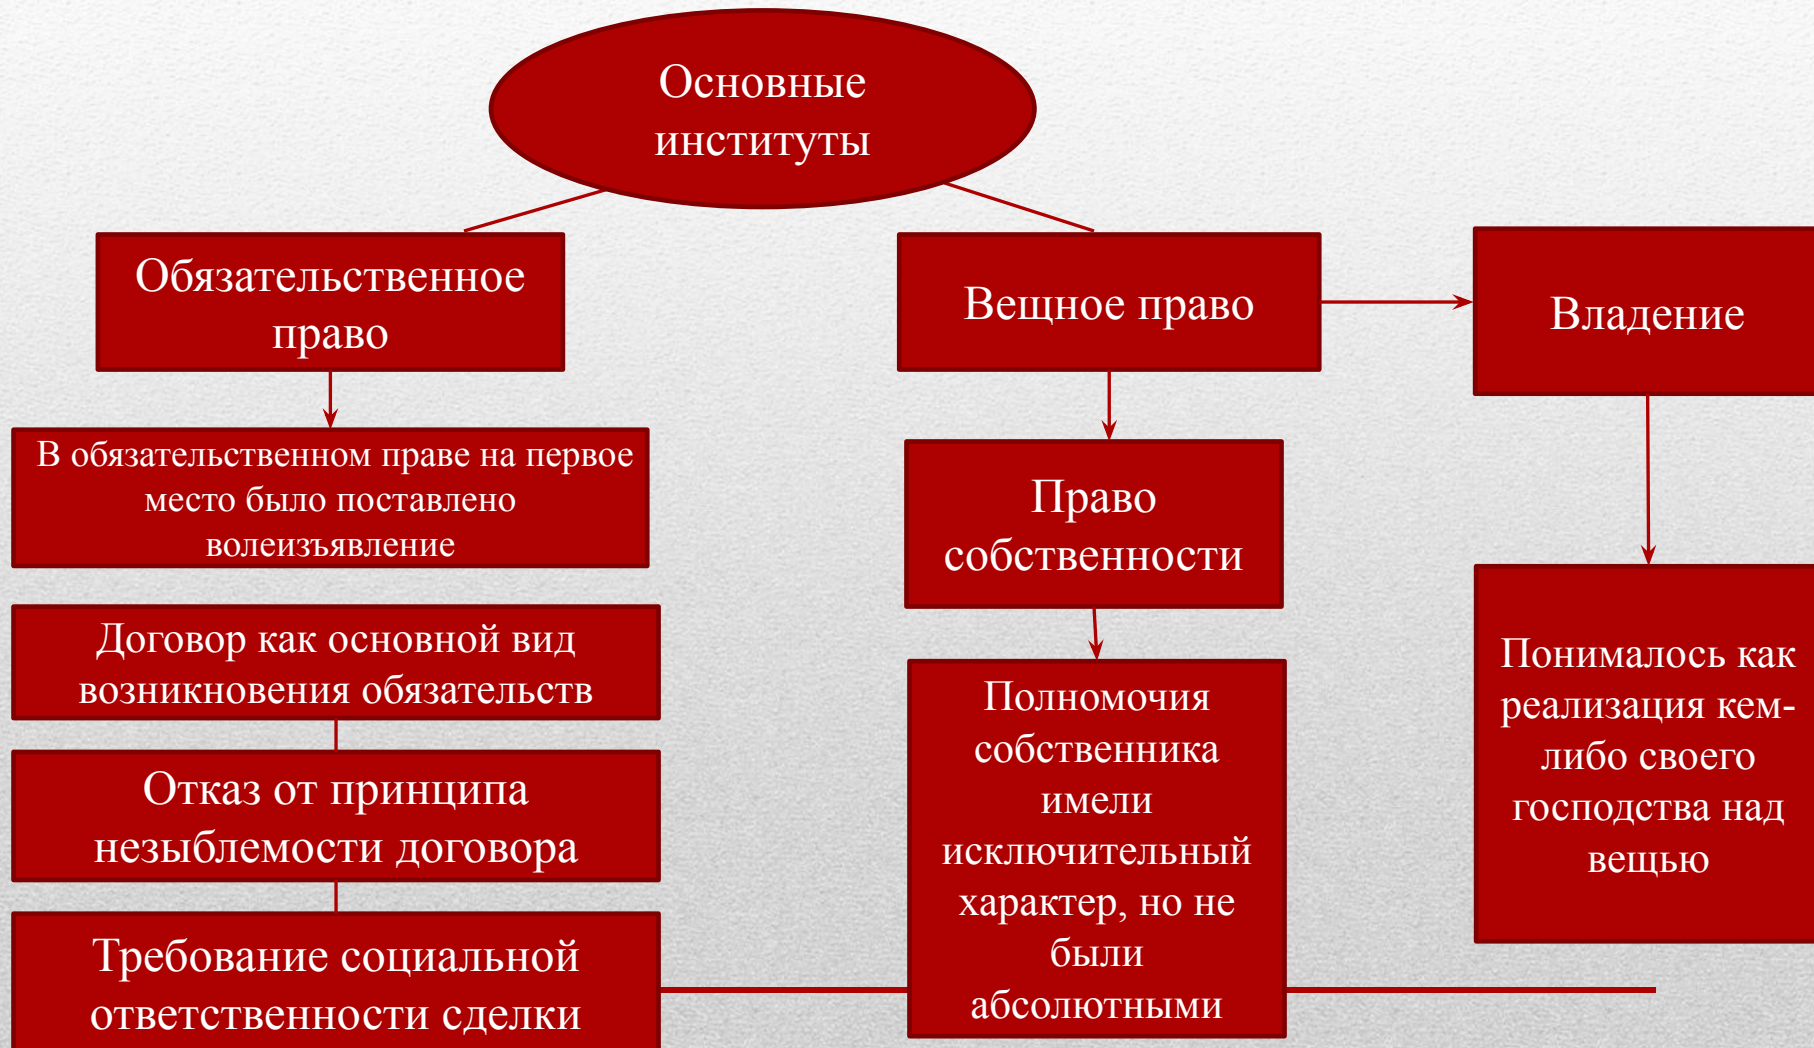 Основные
институты
Обязательственное
право
В обязательственном праве на первое
место было поставлено
волеизъявление
Договор как основной вид
возникновения обязательств
Отказ от принципа
незыблемости договора
Требование социальной
ответственности сделки
Вещное право
Право
собственности
Полномочия
собственника
имели
исключительный
характер, но не
были
абсолютными
Владение
Понималось как
реализация кем-
либо своего
господства над
вещью